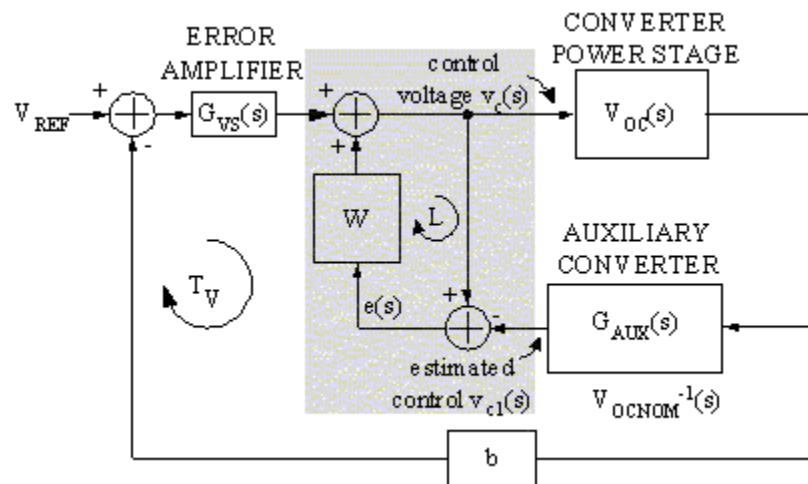 ERROR
AMPLIFIER
CONVERTER
POWER STAGE
control
voltage v_c(s)
+
+
V_REF
G_VS(s)
V_OC(s)
-
+
W
L
AUXILIARY
CONVERTER
T_V
e(s)
+
-
G_AUX(s)
estimated
control v_c1(s)
V_OCNOM^-1(s)
b